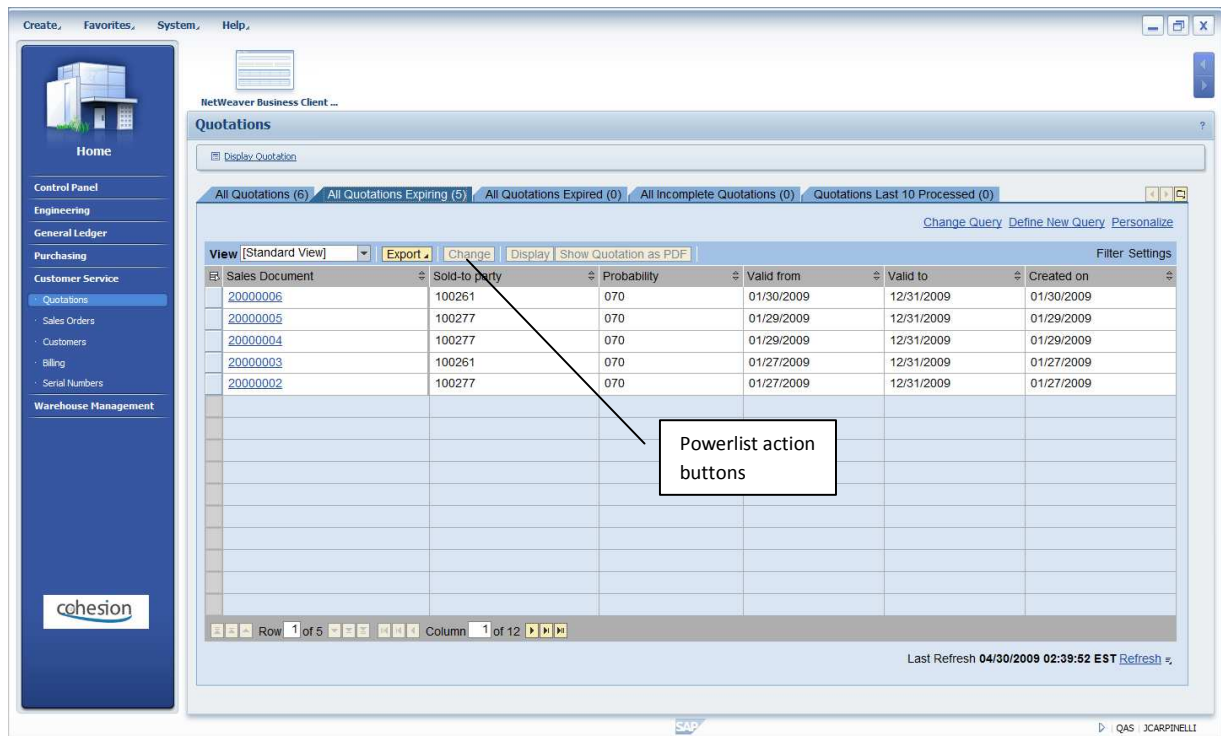 Create Favorites System Help
NetWeaver Business Client ...
Quotations ?
Home
Display Quotation
Control Panel
Engineering
General Ledger
Purchasing
Customer Service
Quotations
Sales Orders
Customers
Billing
Serial Numbers
Warehouse Management
cohesion
All Quotations (6) All Quotations Expiring (5) All Quotations Expired (0) All Incomplete Quotations (0) Quotations Last 10 Processed (0)
Change Query Define New Query Personalize
View [Standard View] Export Change Display Show Quotation as PDF Filter Settings
Sales Document Sold-to party Probability Valid from Valid to Created on
20000006 100261 070 01/30/2009 12/31/2009 01/30/2009
20000005 100277 070 01/29/2009 12/31/2009 01/29/2009
20000004 100277 070 01/29/2009 12/31/2009 01/29/2009
20000003 100261 070 01/27/2009 12/31/2009 01/27/2009
20000002 100277 070 01/27/2009 12/31/2009 01/27/2009
Powerlist action
buttons
Row 1 of 5 Column 1 of 12
Last Refresh 04/30/2009 02:39:52 EST Refresh
SAP QAS JCARPINELLI